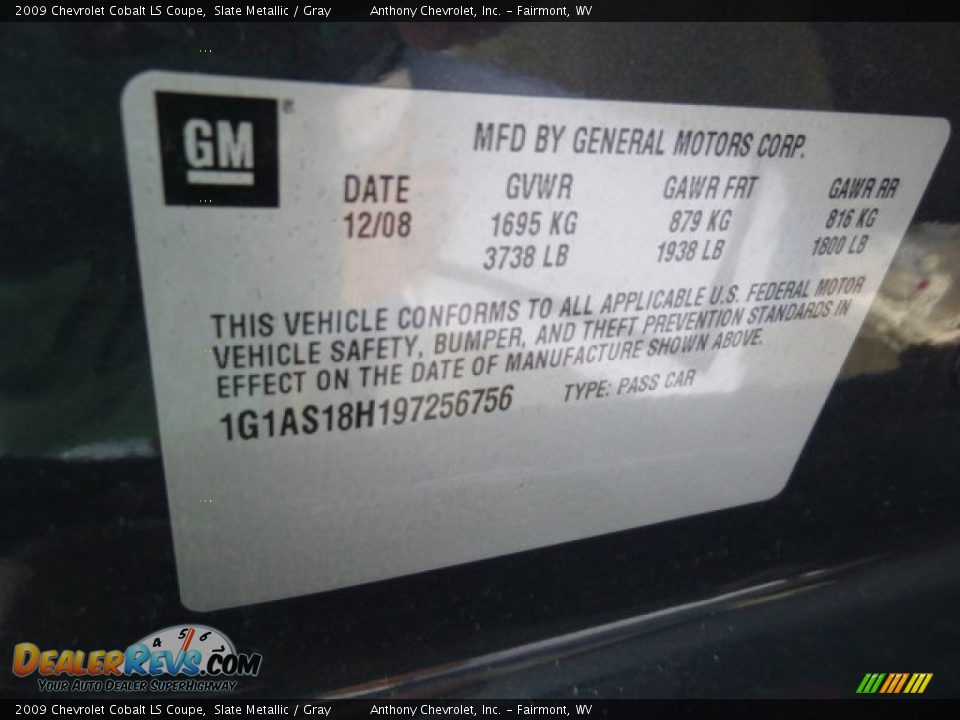 2009 Chevrolet Cobalt LS Coupe, Slate Metallic / Gray Anthony Chevrolet, Inc. - Fairmont, WV
GM®
MFD BY GENERAL MOTORS CORP.
DATE GVWR GAWR FRT GAWR RR
12/08 1695 KG 879 KG 816 KG
3738 LB 1938 LB 1800 LB
THIS VEHICLE CONFORMS TO ALL APPLICABLE U.S. FEDERAL MOTOR
VEHICLE SAFETY, BUMPER, AND THEFT PREVENTION STANDARDS IN
EFFECT ON THE DATE OF MANUFACTURE SHOWN ABOVE.
1G1AS18H197256756 TYPE: PASS CAR
4 5 6
DEALERREVS.COM
YOUR AUTO DEALER SUPERHIGHWAY
2009 Chevrolet Cobalt LS Coupe, Slate Metallic / Gray Anthony Chevrolet, Inc. - Fairmont, WV